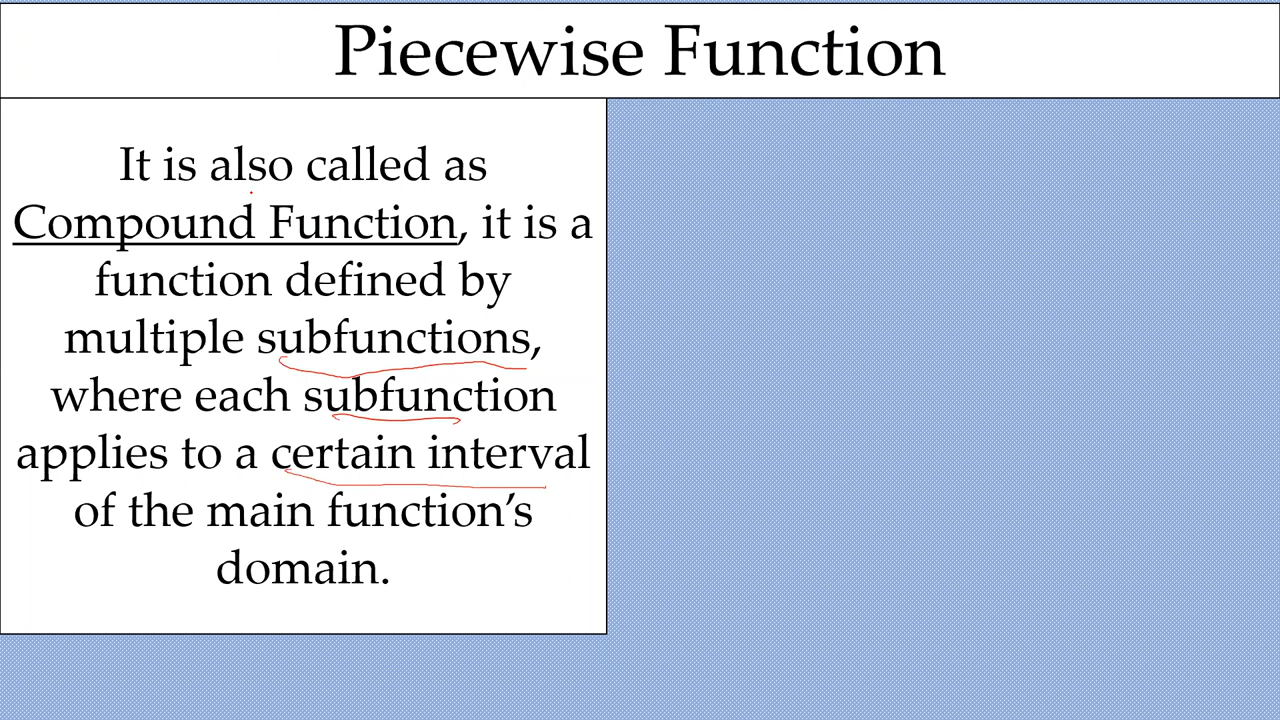 Piecewise Function
It is also called as
Compound Function, it is a
function defined by
multiple subfunctions,
where each subfunction
applies to a certain interval
of the main function’s
domain.